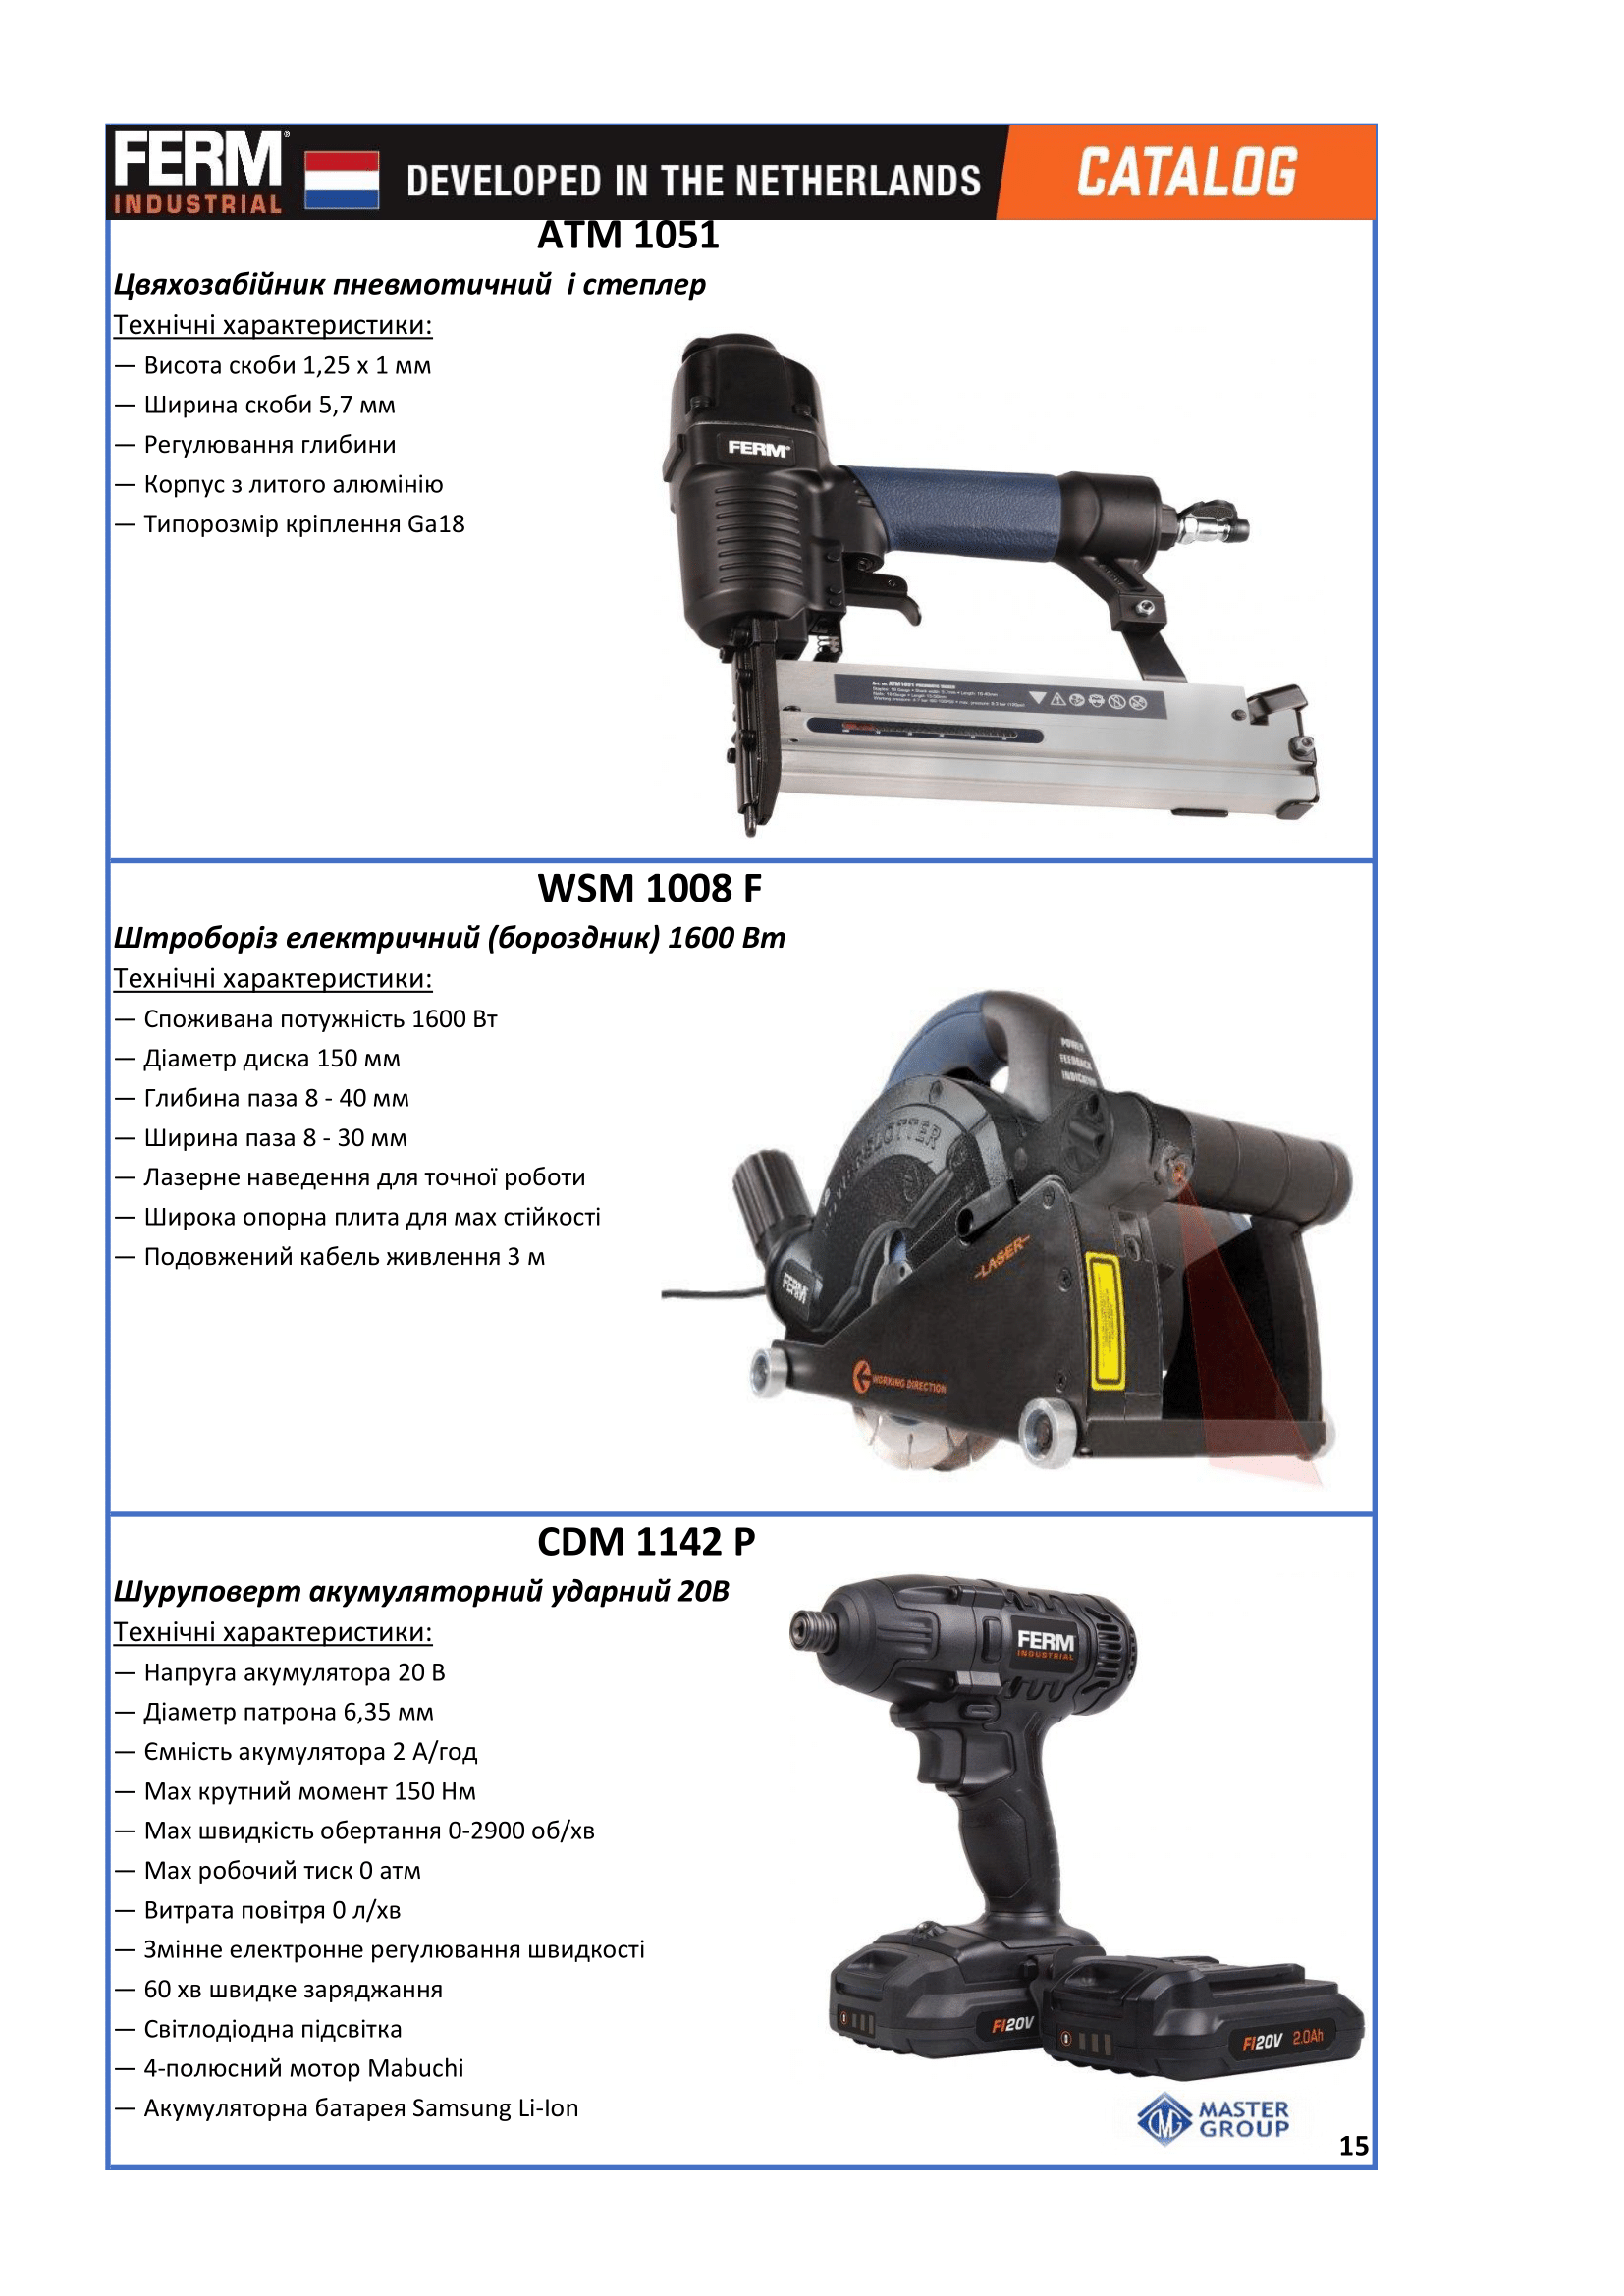 FERM
INDUSTRIAL
DEVELOPED IN THE NETHERLANDS
CATALOG
ATM 1051
Цвяхозабійник пневмотичний і степлер
Технічні характеристики:
— Висота скоби 1,25 x 1 мм
— Ширина скоби 5,7 мм
— Регулювання глибини
— Корпус з литого алюмінію
— Типорозмір кріплення Ga18
FERM
WSM 1008 F
Штроборіз електричний (бороздник) 1600 Вт
Технічні характеристики:
— Споживана потужність 1600 Вт
— Діаметр диска 150 мм
— Глибина паза 8 - 40 мм
— Ширина паза 8 - 30 мм
— Лазерне наведення для точної роботи
— Широка опорна плита для мах стійкості
— Подовжений кабель живлення 3 м
POWER
FEEDBACK
INDICATION
-LASER-
FERM
WORKING DIRECTION
CDM 1142 P
Шуруповерт акумуляторний ударний 20В
Технічні характеристики:
— Напруга акумулятора 20 В
— Діаметр патрона 6,35 мм
— Ємність акумулятора 2 А/год
— Мах крутний момент 150 Нм
— Мах швидкість обертання 0-2900 об/хв
— Мах робочий тиск 0 атм
— Витрата повітря 0 л/хв
— Змінне електронне регулювання швидкості
— 60 хв швидке заряджання
— Світлодіодна підсвітка
— 4-полюсний мотор Mabuchi
— Акумуляторна батарея Samsung Li-Ion
FERM
INDUSTRIAL
FI20V
FI20V 2.0Ah
MASTER
GROUP
15